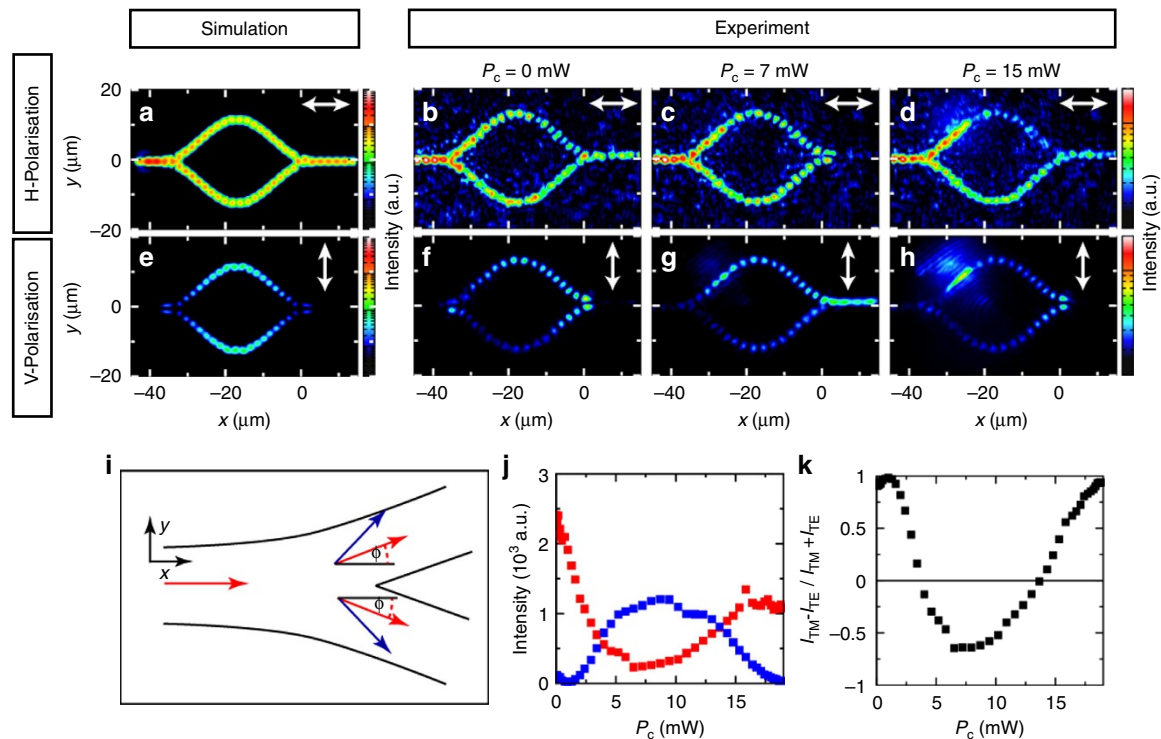 Simulation
Experiment
P_c = 0 mW
P_c = 7 mW
P_c = 15 mW
H-Polarisation
V-Polarisation
a
b
c
d
20
0
−20
y (μm)
Intensity (a.u.)
Intensity (a.u.)
e
f
g
h
20
0
−20
y (μm)
−40 −20 0
−40 −20 0
−40 −20 0
−40 −20 0
x (μm)
x (μm)
x (μm)
x (μm)
i
y
x
ϕ
ϕ
j
3
2
1
0
Intensity (10³ a.u.)
0 5 10 15
P_c (mW)
k
1
0.5
0
−0.5
−1
I_TM-I_TE / I_TM + I_TE
0 5 10 15
P_c (mW)